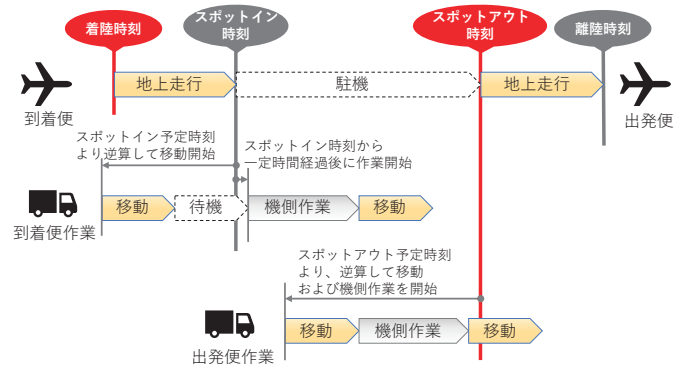 着陸時刻
スポットイン
時刻
スポットアウト
時刻
離陸時刻
地上走行
駐機
地上走行
到着便
出発便
スポットイン予定時刻
より逆算して移動開始
スポットイン時刻から
一定時間経過後に作業開始
移動
待機
機側作業
移動
到着便作業
スポットアウト予定時刻
より、逆算して移動
および機側作業を開始
移動
機側作業
移動
出発便作業